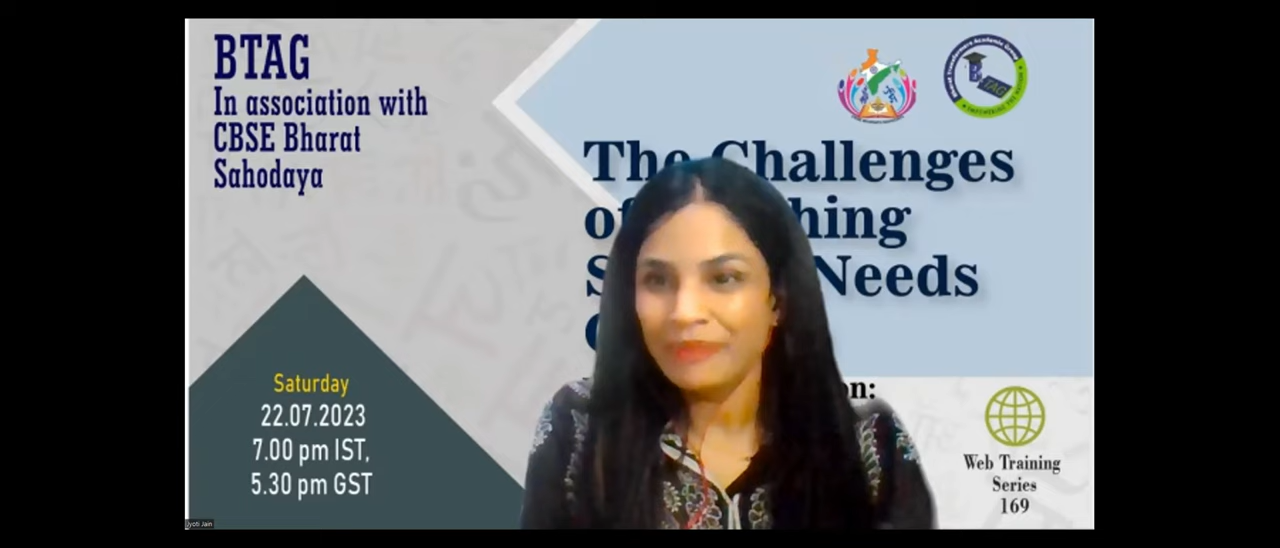 BTAG
In association with
CBSE Bharat
Sahodaya
The Challenges
hing
Needs
on:
Saturday
22.07.2023
7.00 pm IST,
5.30 pm GST
Web Training
Series
169
Jyoti Jain